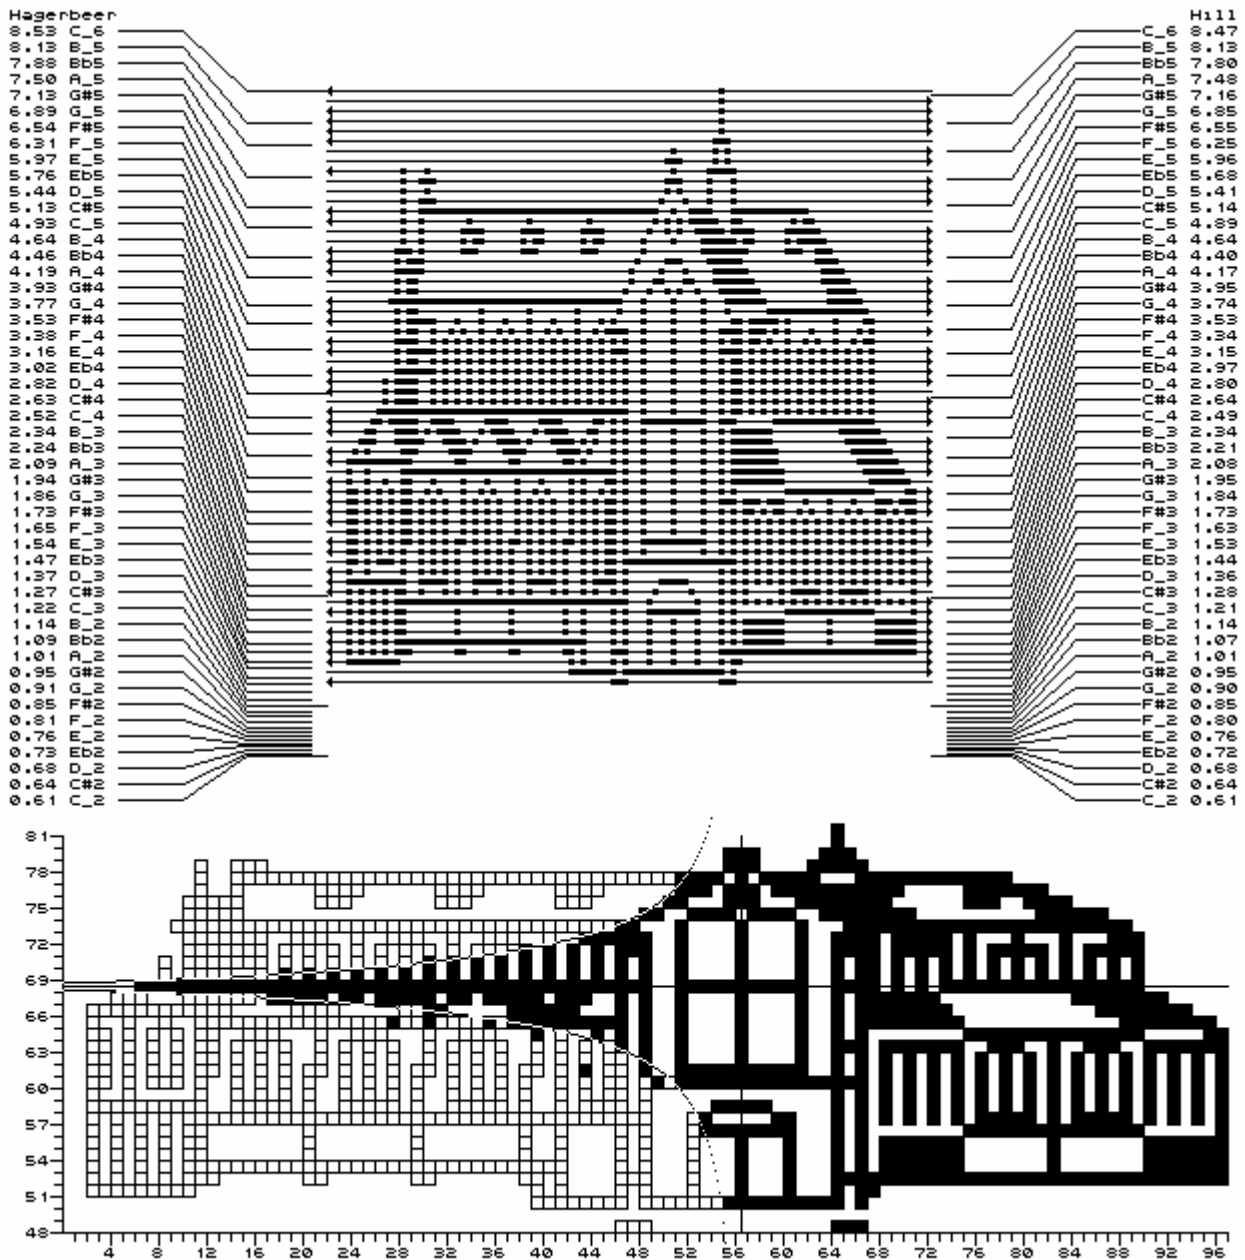 Hagerbeer Hill
8.53 C_6 C_6 8.47
8.13 B_5 B_5 8.13
7.88 Bb5 Bb5 7.80
7.50 A_5 A_5 7.48
7.13 G#5 G#5 7.16
6.89 G_5 G_5 6.85
6.54 F#5 F#5 6.55
6.31 F_5 F_5 6.25
5.97 E_5 E_5 5.96
5.76 Eb5 Eb5 5.68
5.44 D_5 D_5 5.41
5.13 C#5 C#5 5.14
4.93 C_5 C_5 4.89
4.64 B_4 B_4 4.64
4.46 Bb4 Bb4 4.40
4.19 A_4 A_4 4.17
3.93 G#4 G#4 3.95
3.77 G_4 G_4 3.74
3.53 F#4 F#4 3.53
3.38 F_4 F_4 3.34
3.16 E_4 E_4 3.15
3.02 Eb4 Eb4 2.97
2.82 D_4 D_4 2.80
2.63 C#4 C#4 2.64
2.52 C_4 C_4 2.49
2.34 B_3 B_3 2.34
2.24 Bb3 Bb3 2.21
2.09 A_3 A_3 2.08
1.94 G#3 G#3 1.95
1.86 G_3 G_3 1.84
1.73 F#3 F#3 1.73
1.65 F_3 F_3 1.63
1.54 E_3 E_3 1.53
1.47 Eb3 Eb3 1.44
1.37 D_3 D_3 1.36
1.27 C#3 C#3 1.28
1.22 C_3 C_3 1.21
1.14 B_2 B_2 1.14
1.09 Bb2 Bb2 1.07
1.01 A_2 A_2 1.01
0.95 G#2 G#2 0.95
0.91 G_2 G_2 0.90
0.85 F#2 F#2 0.85
0.81 F_2 F_2 0.80
0.76 E_2 E_2 0.76
0.73 Eb2 Eb2 0.72
0.68 D_2 D_2 0.68
0.64 C#2 C#2 0.64
0.61 C_2 C_2 0.61
81
78
75
72
69
66
63
60
57
54
51
48
4 8 12 16 20 24 28 32 36 40 44 48 52 56 60 64 68 72 76 80 84 88 92 96